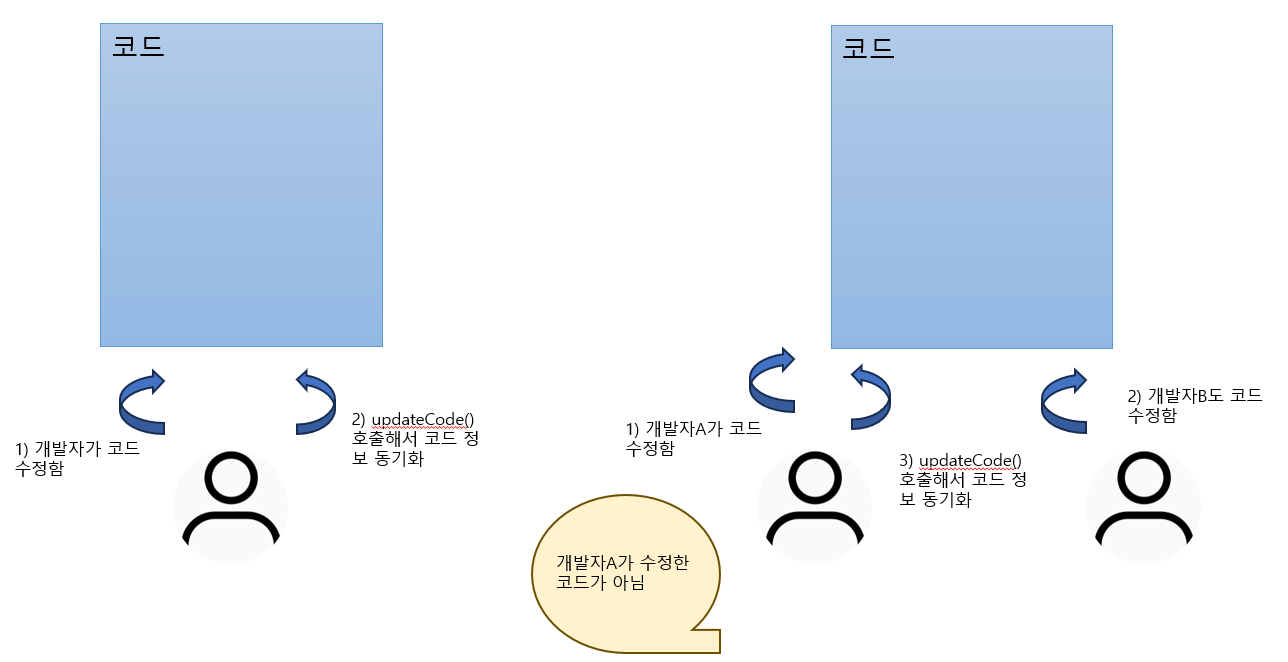 코드
1) 개발자가 코드
수정함
2) updateCode()
호출해서 코드 정
보 동기화
코드
1) 개발자A가 코드
수정함
3) updateCode()
호출해서 코드 정
보 동기화
2) 개발자B도 코드
수정함
개발자A가 수정한
코드가 아님